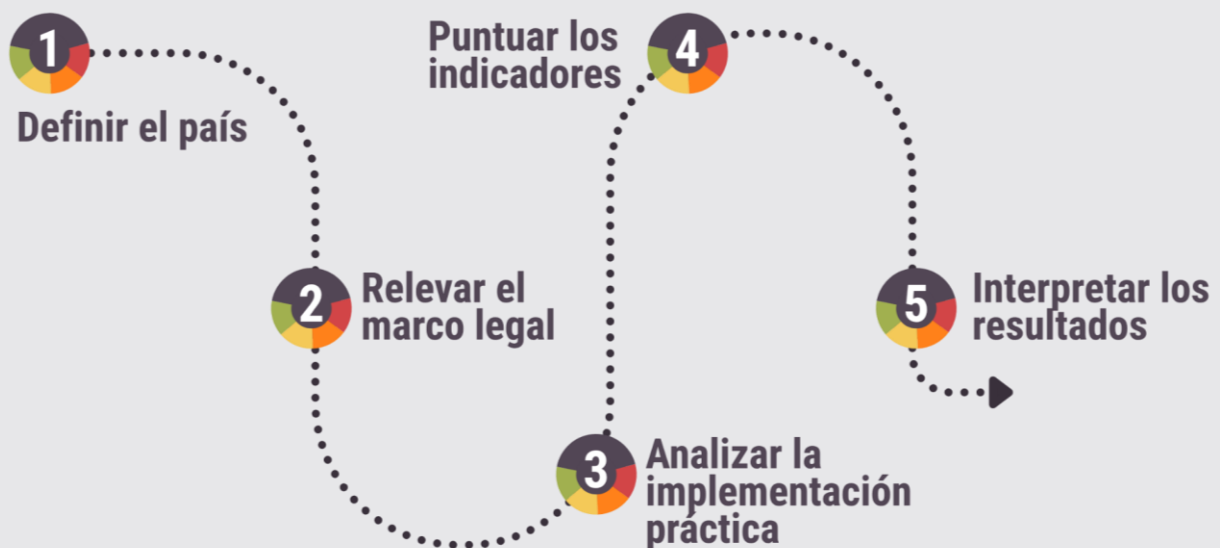 1
Definir el país
2
Relevar el
marco legal
3
Analizar la
implementación
práctica
4
Puntuar los
indicadores
5
Interpretar los
resultados